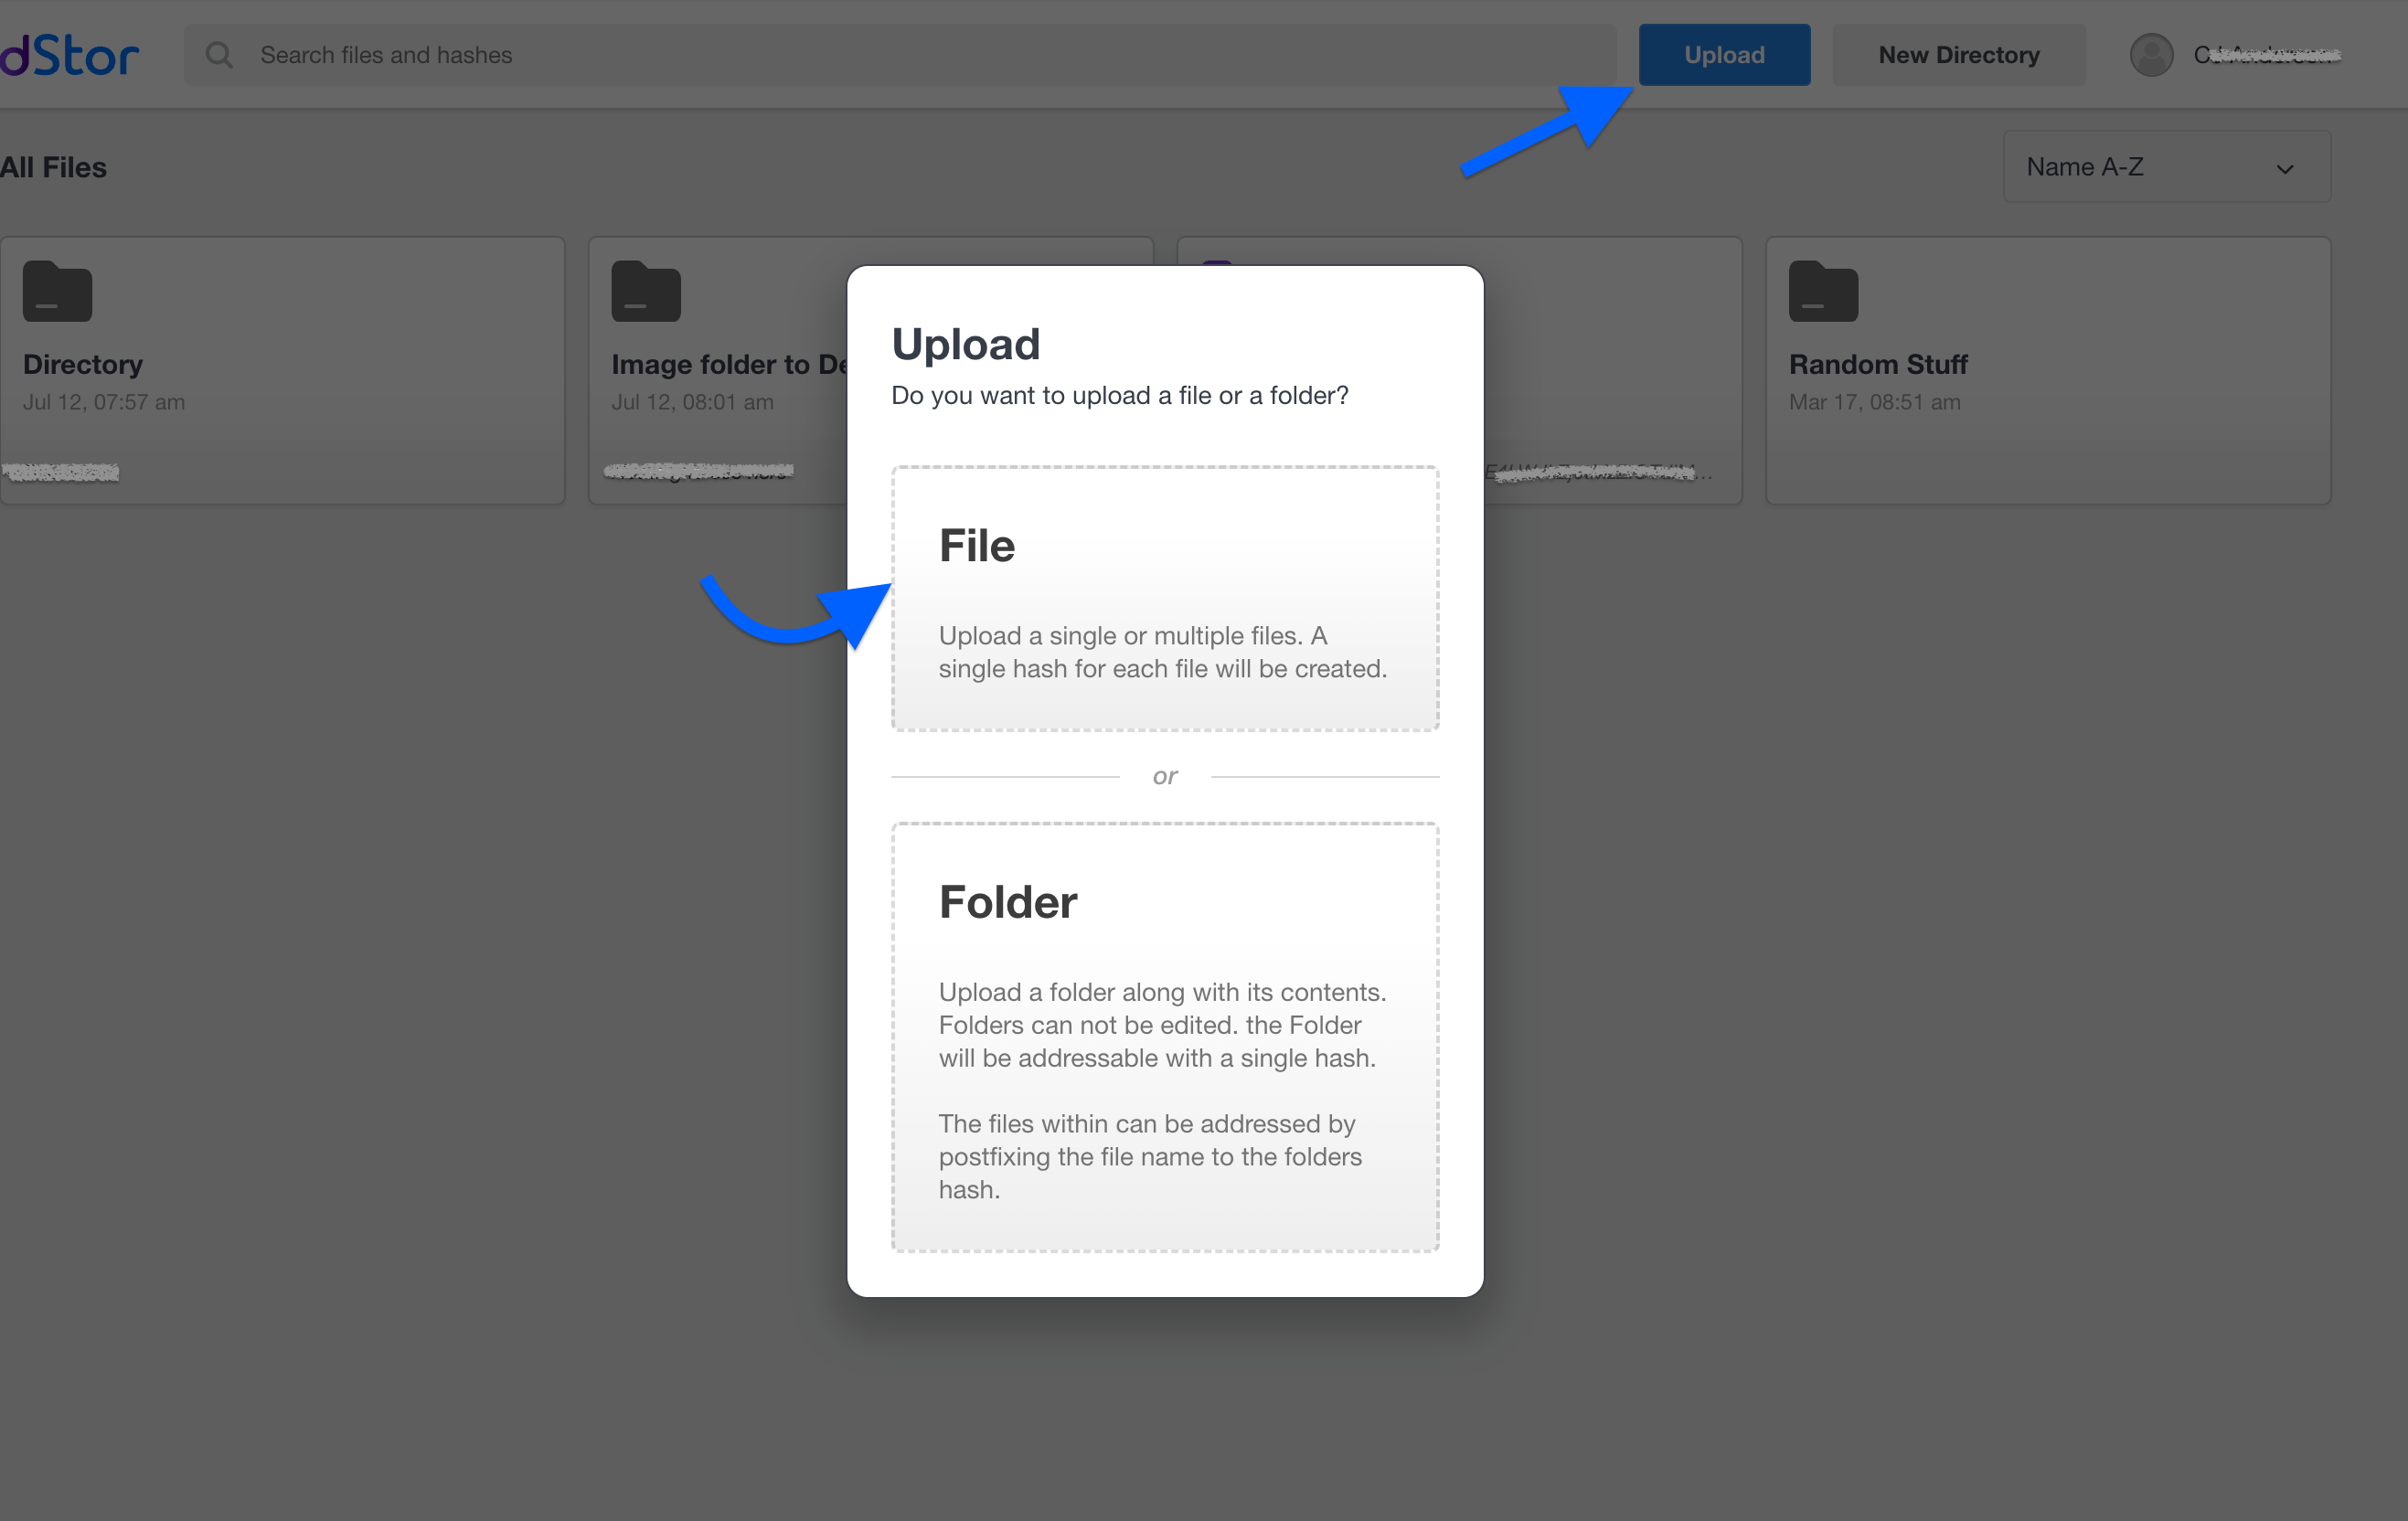 dStor
Search files and hashes
Upload
New Directory
All Files
Name A-Z
Directory
Jul 12, 07:57 am
Image folder to De
Jul 12, 08:01 am
Random Stuff
Mar 17, 08:51 am
Upload
Do you want to upload a file or a folder?
File
Upload a single or multiple files. A
single hash for each file will be created.
or
Folder
Upload a folder along with its contents.
Folders can not be edited. the Folder
will be addressable with a single hash.
The files within can be addressed by
postfixing the file name to the folders
hash.